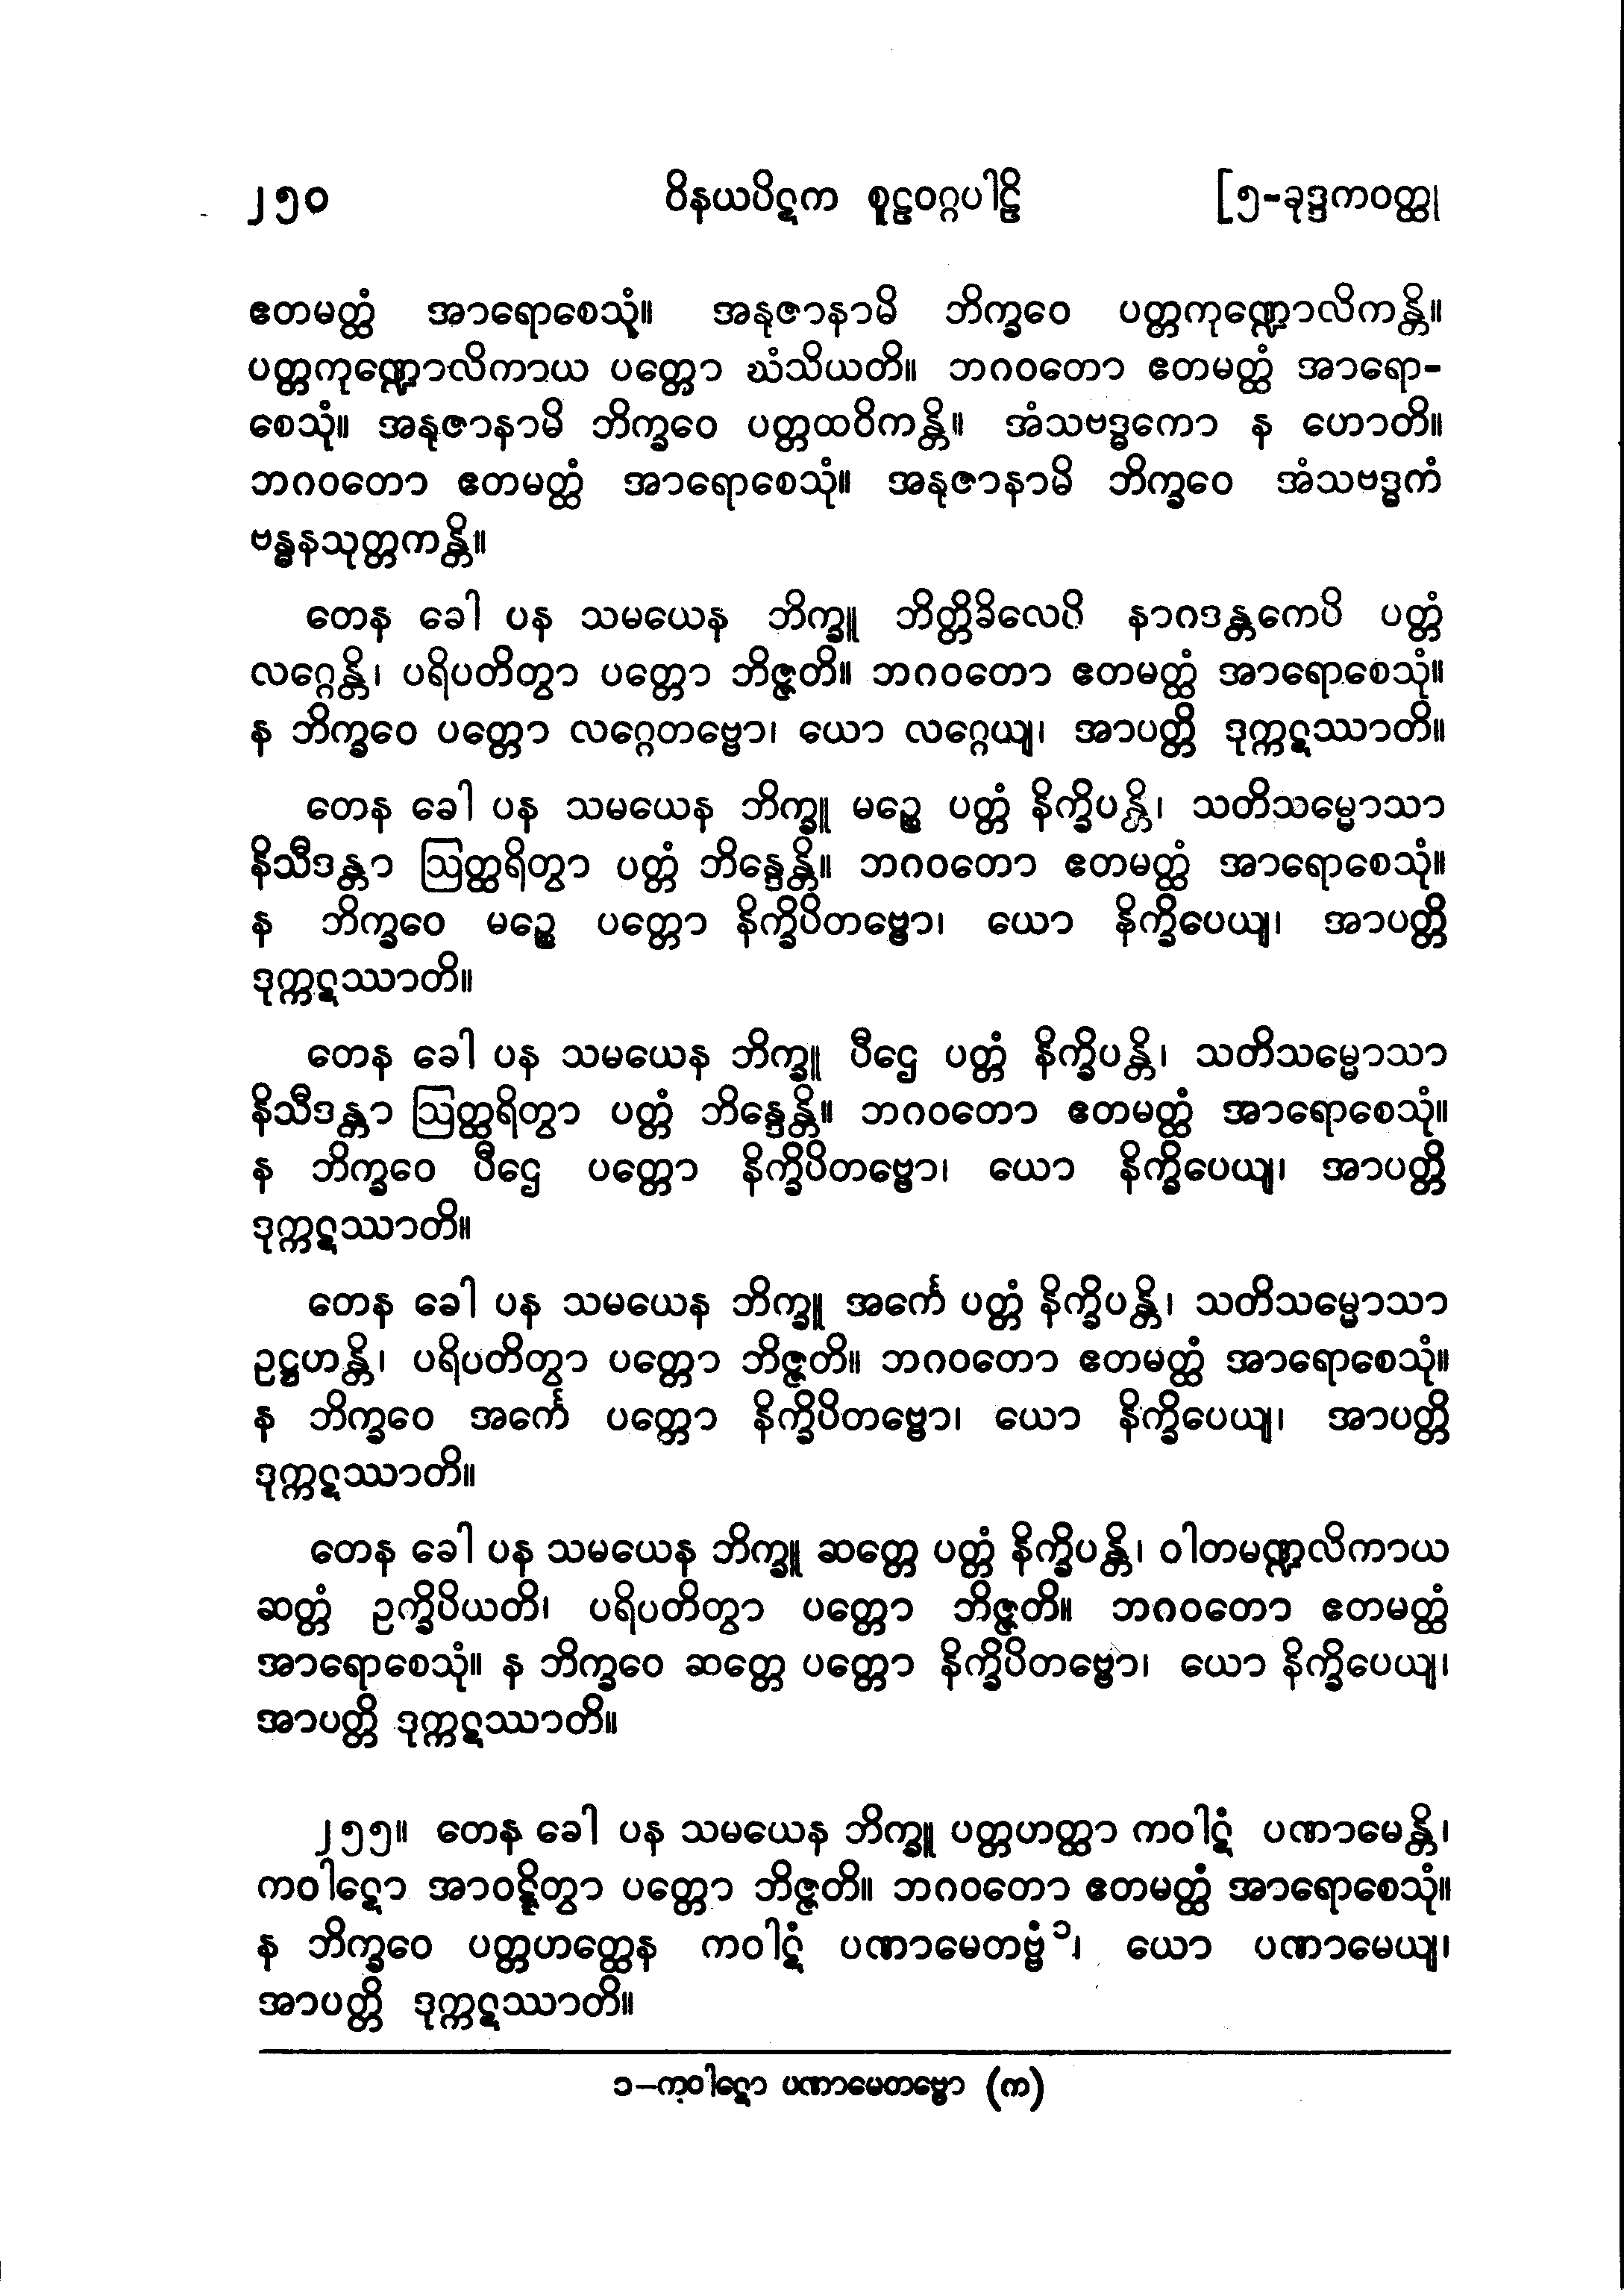 ၂၅၀ ဝိနယပိဋက စူဠဝဂ္ဂပါဠိ [၅-ခုဒ္ဒကဝတ္ထု
ဧတမတ္ထံ အာရောစေသုံ။ အနုဇာနာမိ ဘိက္ခဝေ ပတ္တကုဏ္ဍောလိကန္တိ။
ပတ္တကုဏ္ဍောလိကာယ ပတ္တော ဃံသိယတိ။ ဘဂဝတော ဧတမတ္ထံ အာရော-
စေသုံ။ အနုဇာနာမိ ဘိက္ခဝေ ပတ္တထဝိကန္တိ။ အံသဗဒ္ဓကော န ဟောတိ။
ဘဂဝတော ဧတမတ္ထံ အာရောစေသုံ။ အနုဇာနာမိ ဘိက္ခဝေ အံသဗဒ္ဓကံ
ဗန္ဓနသုတ္တကန္တိ။
တေန ခေါ ပန သမယေန ဘိက္ခူ ဘိတ္တိခိလေပိ နာဂဒန္တကေပိ ပတ္တံ
လဂ္ဂေန္တိ၊ ပရိပတိတွာ ပတ္တော ဘိဇ္ဇတိ။ ဘဂဝတော ဧတမတ္ထံ အာရောစေသုံ။
န ဘိက္ခဝေ ပတ္တော လဂ္ဂေတဗ္ဗော၊ ယော လဂ္ဂေယျ၊ အာပတ္တိ ဒုက္ကဋဿာတိ။
တေန ခေါ ပန သမယေန ဘိက္ခူ မဉ္စေ ပတ္တံ နိက္ခိပန္တိ၊ သတိသမ္မောသာ
နိသီဒန္တာ ဩတ္ထရိတွာ ပတ္တံ ဘိန္ဒေန္တိ။ ဘဂဝတော ဧတမတ္ထံ အာရောစေသုံ။
န ဘိက္ခဝေ မဉ္စေ ပတ္တော နိက္ခိပိတဗ္ဗော၊ ယော နိက္ခိပေယျ၊ အာပတ္တိ
ဒုက္ကဋဿာတိ။
တေန ခေါ ပန သမယေန ဘိက္ခူ ပီဌေ ပတ္တံ နိက္ခိပန္တိ၊ သတိသမ္မောသာ
နိသီဒန္တာ ဩတ္ထရိတွာ ပတ္တံ ဘိန္ဒေန္တိ။ ဘဂဝတော ဧတမတ္ထံ အာရောစေသုံ။
န ဘိက္ခဝေ ပီဌေ ပတ္တော နိက္ခိပိတဗ္ဗော၊ ယော နိက္ခိပေယျ၊ အာပတ္တိ
ဒုက္ကဋဿာတိ။
တေန ခေါ ပန သမယေန ဘိက္ခူ အင်္ကေ ပတ္တံ နိက္ခိပန္တိ၊ သတိသမ္မောသာ
ဥဋ္ဌဟန္တိ၊ ပရိပတိတွာ ပတ္တော ဘိဇ္ဇတိ။ ဘဂဝတော ဧတမတ္ထံ အာရောစေသုံ။
န ဘိက္ခဝေ အင်္ကေ ပတ္တော နိက္ခိပိတဗ္ဗော၊ ယော နိက္ခိပေယျ၊ အာပတ္တိ
ဒုက္ကဋဿာတိ။
တေန ခေါ ပန သမယေန ဘိက္ခူ ဆတ္တေ ပတ္တံ နိက္ခိပန္တိ၊ ဝါတမဏ္ဍလိကာယ
ဆတ္တံ ဥက္ခိပိယတိ၊ ပရိပတိတွာ ပတ္တော ဘိဇ္ဇတိ။ ဘဂဝတော ဧတမတ္ထံ
အာရောစေသုံ။ န ဘိက္ခဝေ ဆတ္တေ ပတ္တော နိက္ခိပိတဗ္ဗော၊ ယော နိက္ခိပေယျ၊
အာပတ္တိ ဒုက္ကဋဿာတိ။
၂၅၅။ တေန ခေါ ပန သမယေန ဘိက္ခူ ပတ္တဟတ္ထာ ကဝါဋံ ပဏာမေန္တိ၊
ကဝါဋော အာဝဋ္ဋိတွာ ပတ္တော ဘိဇ္ဇတိ။ ဘဂဝတော ဧတမတ္ထံ အာရောစေသုံ။
န ဘိက္ခဝေ ပတ္တဟတ္ထေန ကဝါဋံ ပဏာမေတဗ္ဗံ၁၊ ယော ပဏာမေယျ၊
အာပတ္တိ ဒုက္ကဋဿာတိ။
၁−ကဝါဋော ပဏာမေတဗ္ဗော (က)